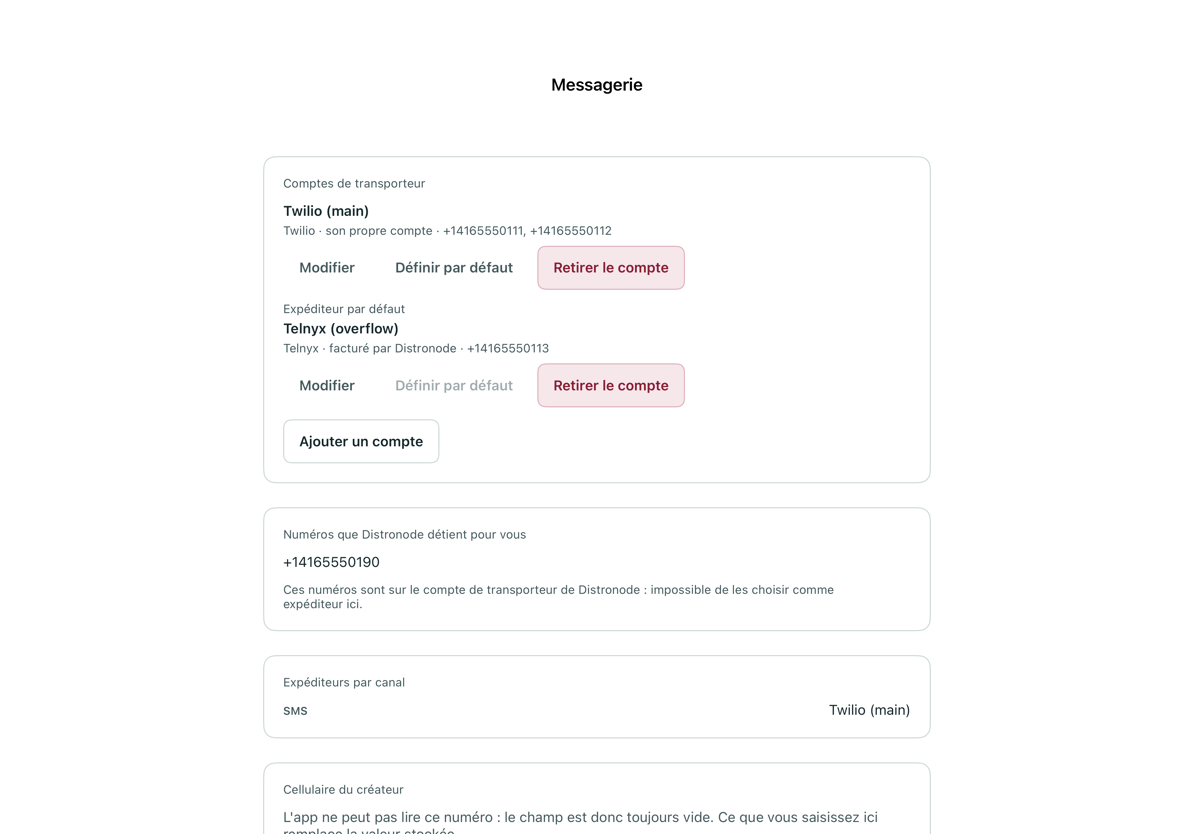 Messagerie
Comptes de transporteur
Twilio (main)
Twilio · son propre compte · +14165550111, +14165550112
Modifier
Définir par défaut
Retirer le compte
Expéditeur par défaut
Telnyx (overflow)
Telnyx · facturé par Distronode · +14165550113
Modifier
Définir par défaut
Retirer le compte
Ajouter un compte
Numéros que Distronode détient pour vous
+14165550190
Ces numéros sont sur le compte de transporteur de Distronode : impossible de les choisir comme
expéditeur ici.
Expéditeurs par canal
SMS
Twilio (main)
Cellulaire du créateur
L'app ne peut pas lire ce numéro : le champ est donc toujours vide. Ce que vous saisissez ici
remplace la valeur stockée.